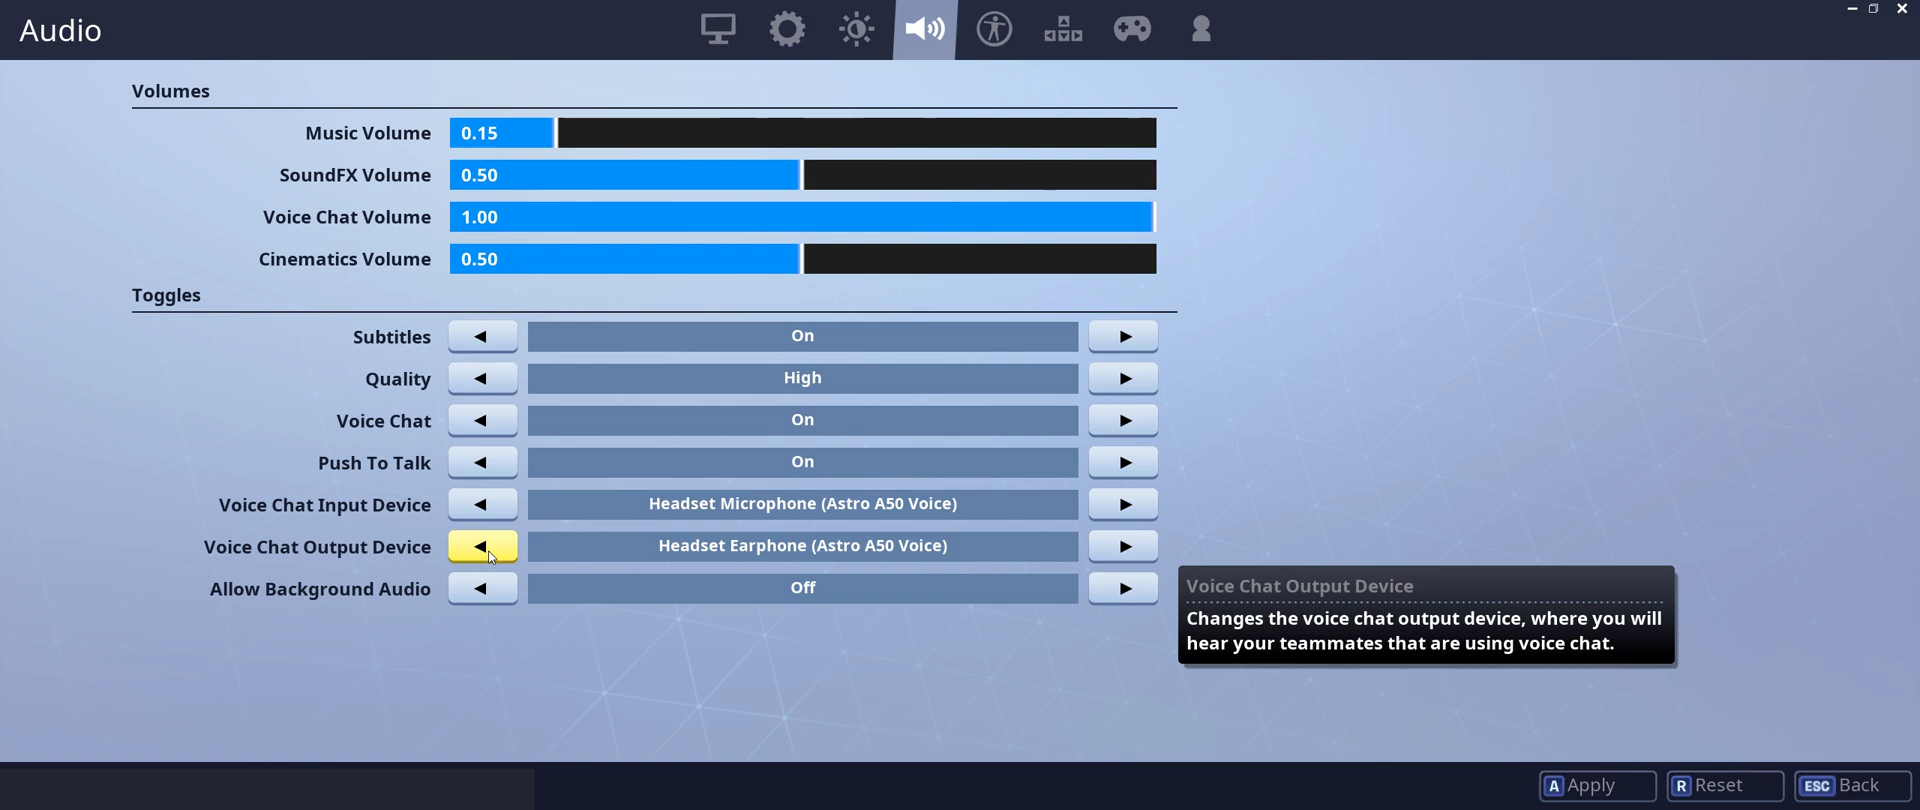 Audio
Volumes
Music Volume 0.15
SoundFX Volume 0.50
Voice Chat Volume 1.00
Cinematics Volume 0.50
Toggles
Subtitles On
Quality High
Voice Chat On
Push To Talk On
Voice Chat Input Device Headset Microphone (Astro A50 Voice)
Voice Chat Output Device Headset Earphone (Astro A50 Voice)
Allow Background Audio Off
Voice Chat Output Device
Changes the voice chat output device, where you will
hear your teammates that are using voice chat.
A Apply R Reset ESC Back